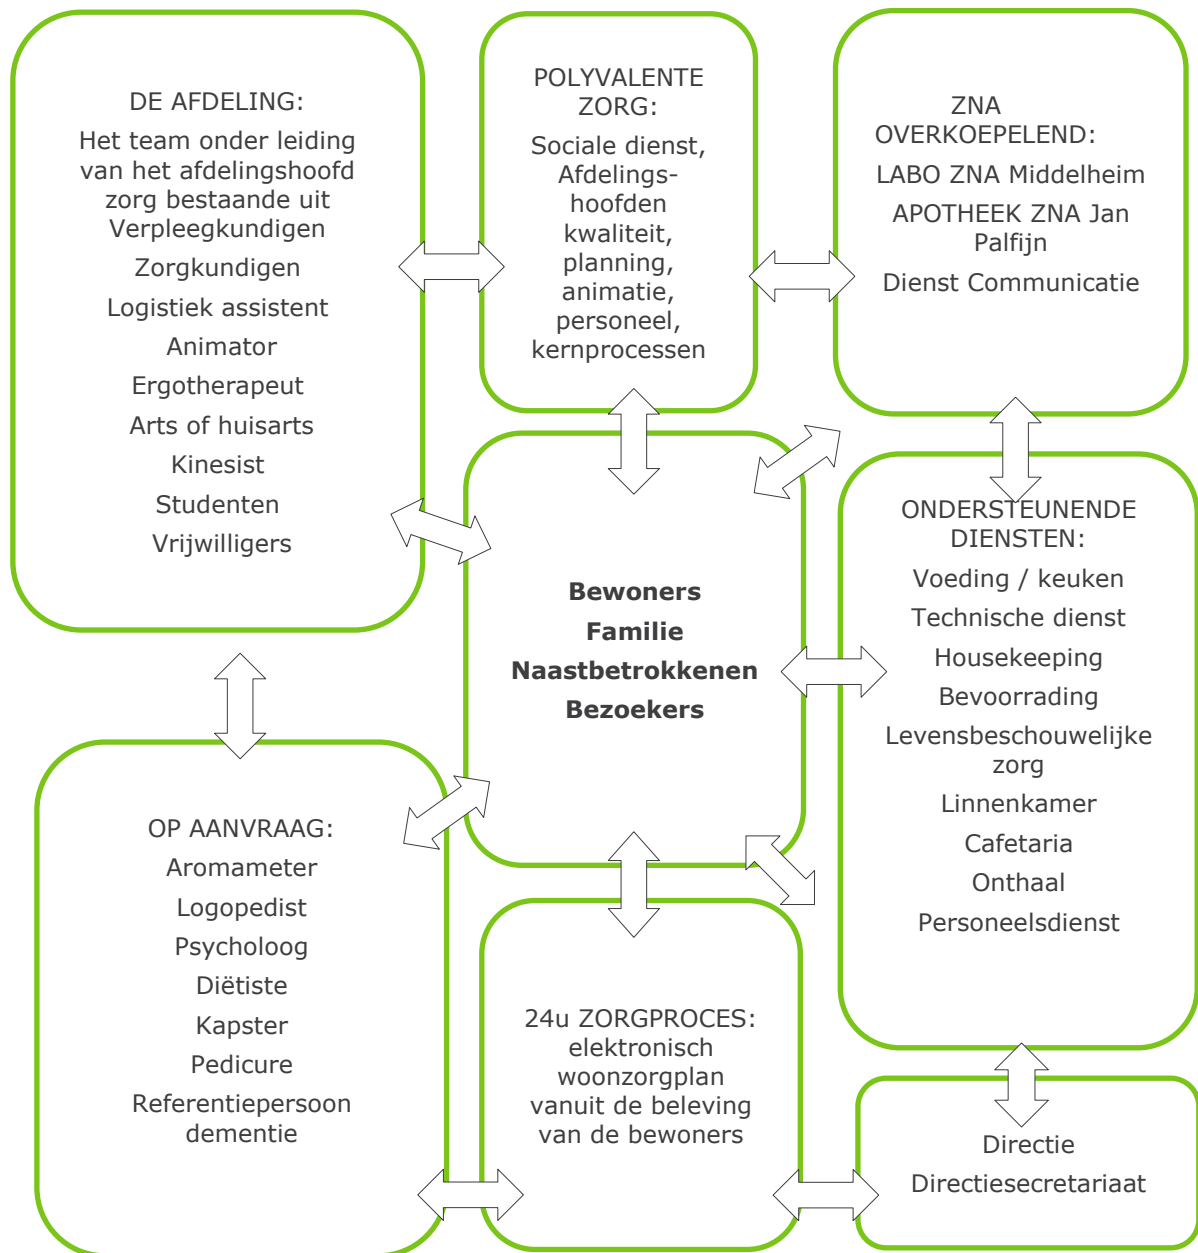 DE AFDELING:
Het team onder leiding
van het afdelingshoofd
zorg bestaande uit
Verpleegkundigen
Zorgkundigen
Logistiek assistent
Animator
Ergotherapeut
Arts of huisarts
Kinesist
Studenten
Vrijwilligers
POLYVALENTE
ZORG:
Sociale dienst,
Afdelings-
hoofden
kwaliteit,
planning,
animatie,
personeel,
kernprocessen
ZNA
OVERKOEPELEND:
LABO ZNA Middelheim
APOTHEEK ZNA Jan
Palfijn
Dienst Communicatie
Bewoners
Familie
Naastbetrokkenen
Bezoekers
ONDERSTEUNENDE
DIENSTEN:
Voeding / keuken
Technische dienst
Housekeeping
Bevoorrading
Levensbeschouwelijke
zorg
Linnenkamer
Cafetaria
Onthaal
Personeelsdienst
OP AANVRAAG:
Aromameter
Logopedist
Psycholoog
Diëtiste
Kapster
Pedicure
Referentiepersoon
dementie
24u ZORGPROCES:
elektronisch
woonzorgplan
vanuit de beleving
van de bewoners
Directie
Directiesecretariaat